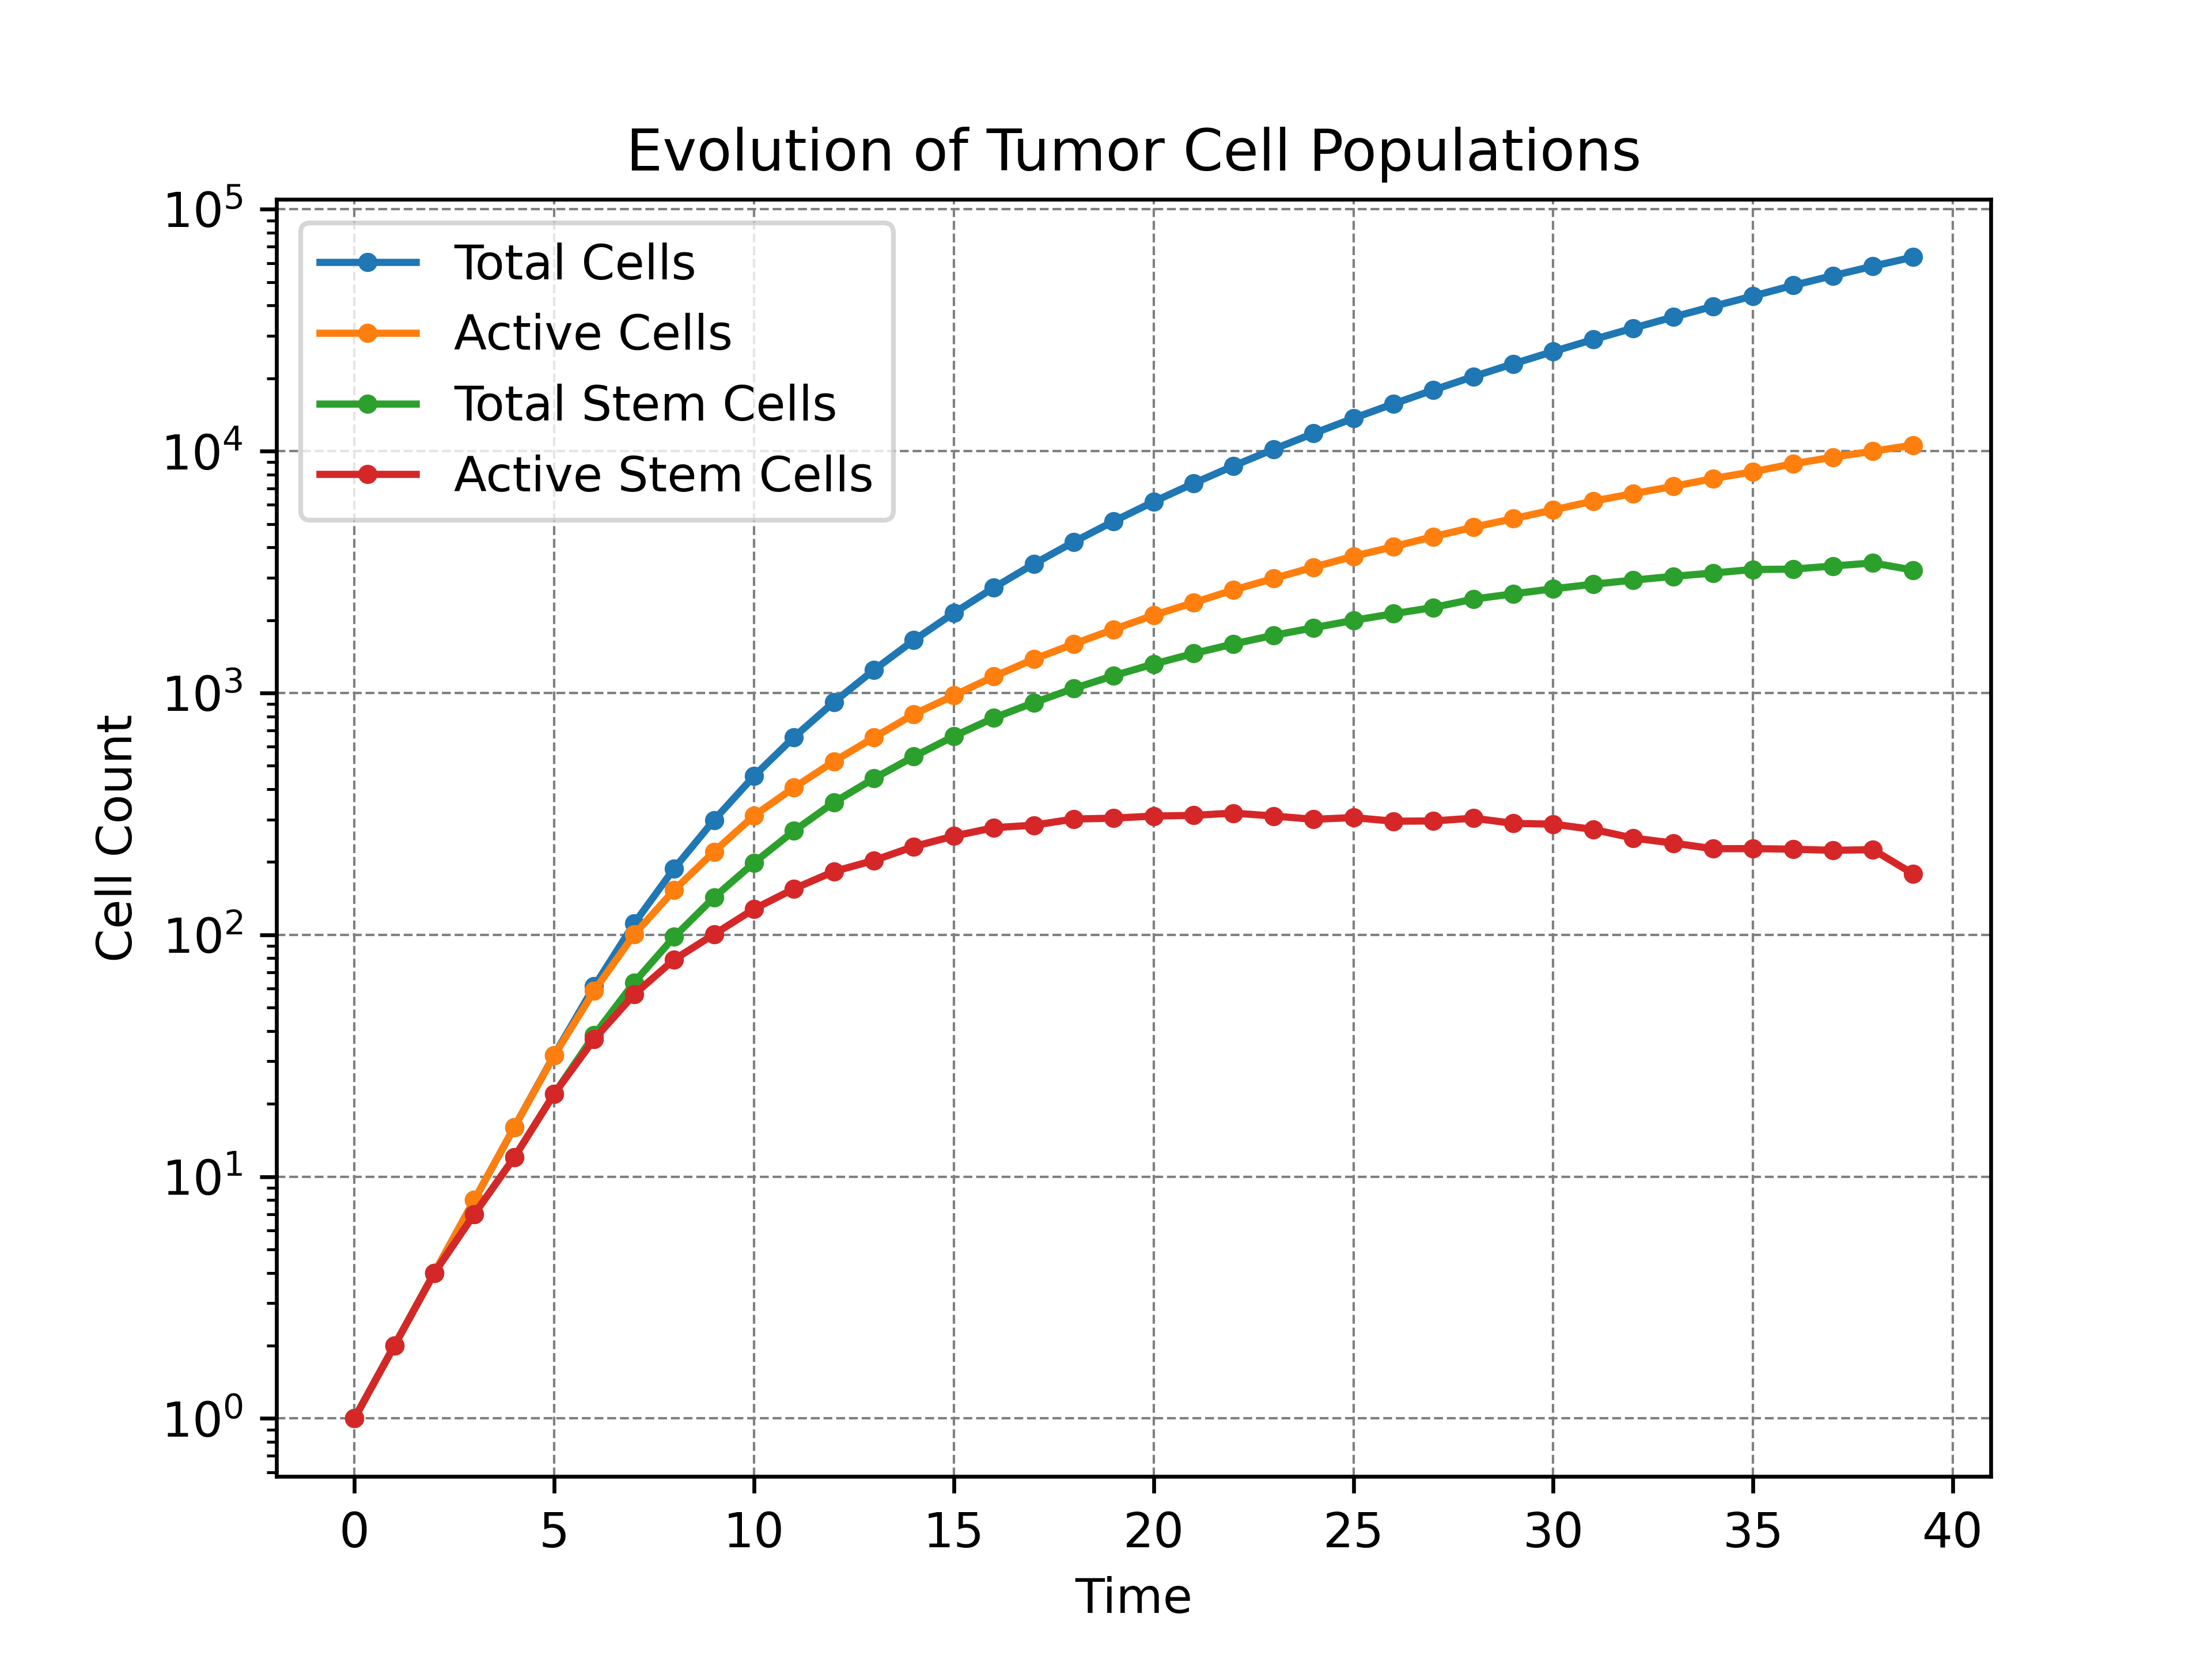 Evolution of Tumor Cell Populations
10^5
10^4
10^3
10^2
10^1
10^0
Cell Count
Total Cells
Active Cells
Total Stem Cells
Active Stem Cells
0 5 10 15 20 25 30 35 40
Time